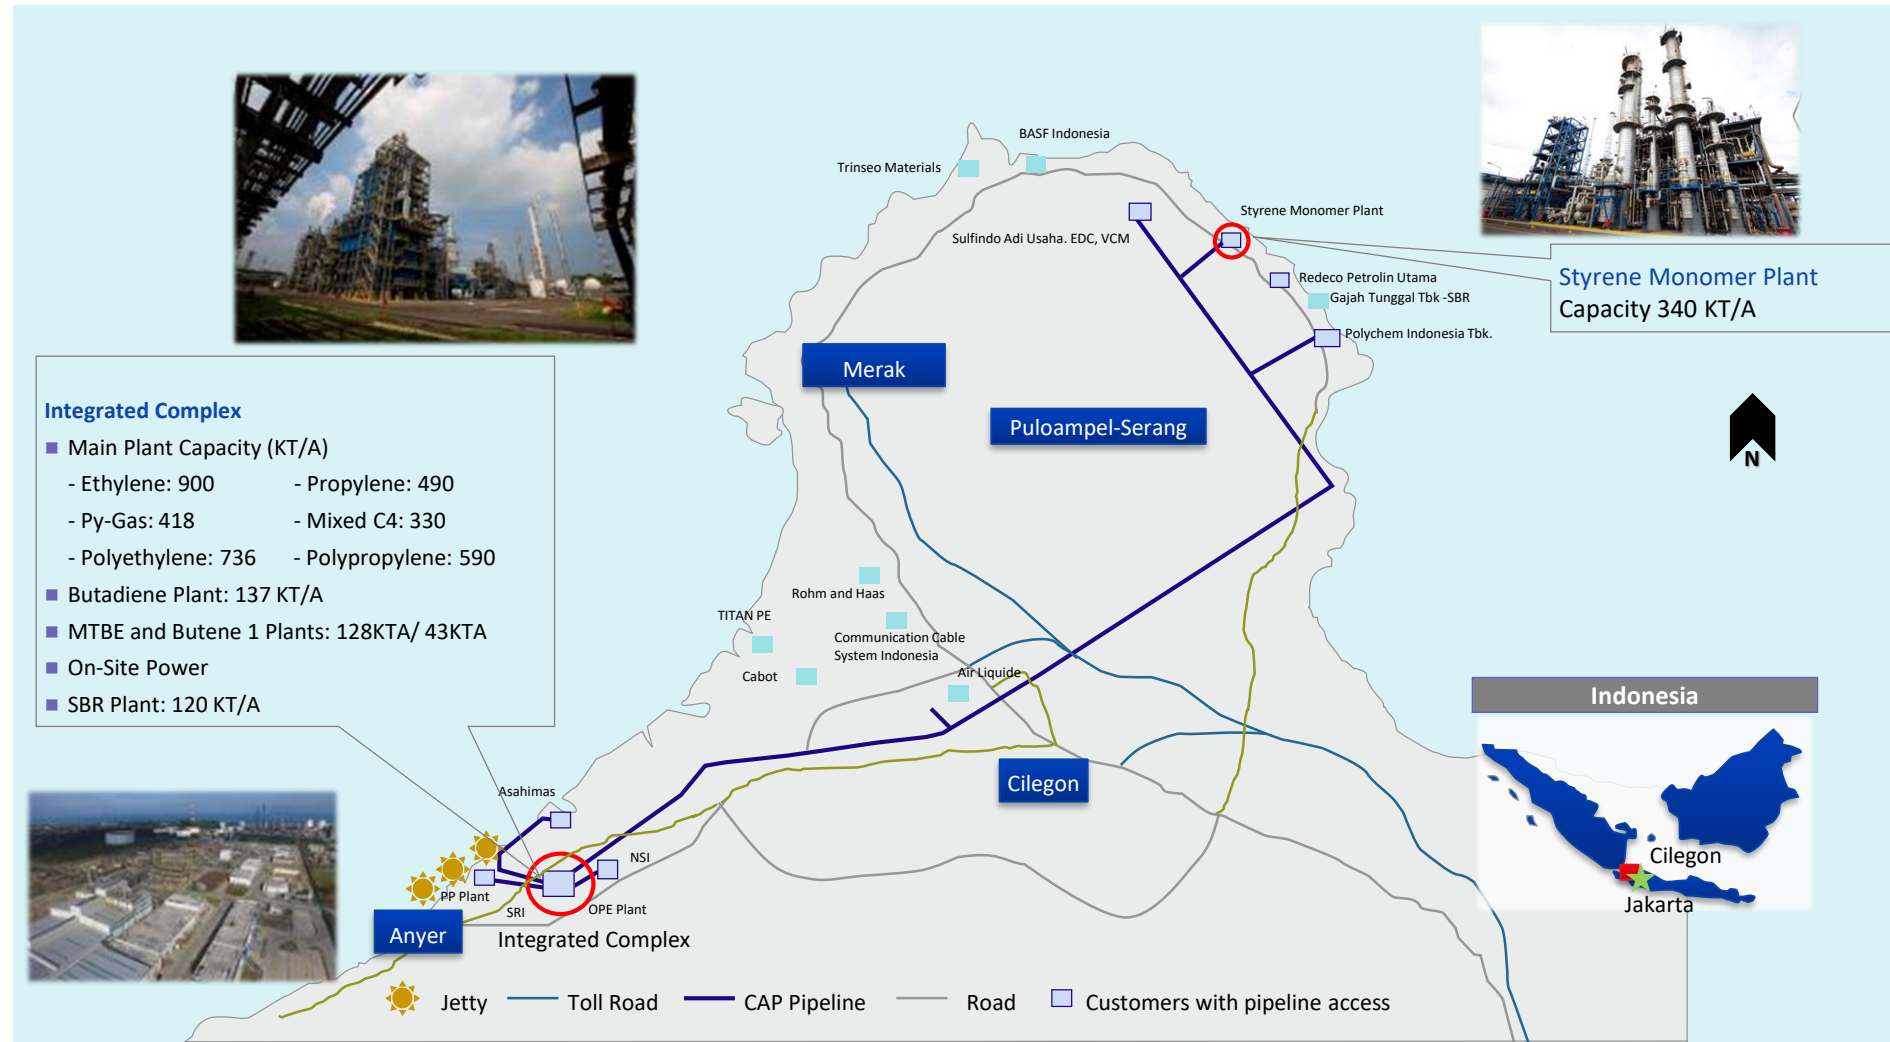 BASF Indonesia
Trinseo Materials
Styrene Monomer Plant
Sulfindo Adi Usaha. EDC, VCM
Redeco Petrolin Utama
Gajah Tunggal Tbk -SBR
Polychem Indonesia Tbk.
Styrene Monomer Plant
Capacity 340 KT/A
Merak
Puloampel-Serang
N
Integrated Complex
Main Plant Capacity (KT/A)
- Ethylene: 900 - Propylene: 490
- Py-Gas: 418 - Mixed C4: 330
- Polyethylene: 736 - Polypropylene: 590
Butadiene Plant: 137 KT/A
MTBE and Butene 1 Plants: 128KTA/ 43KTA
On-Site Power
SBR Plant: 120 KT/A
Rohm and Haas
TITAN PE
Communication Cable
System Indonesia
Cabot
Air Liquide
Cilegon
Asahimas
NSI
PP Plant
SRI
OPE Plant
Anyer
Integrated Complex
Indonesia
Cilegon
Jakarta
Jetty
Toll Road
CAP Pipeline
Road
Customers with pipeline access